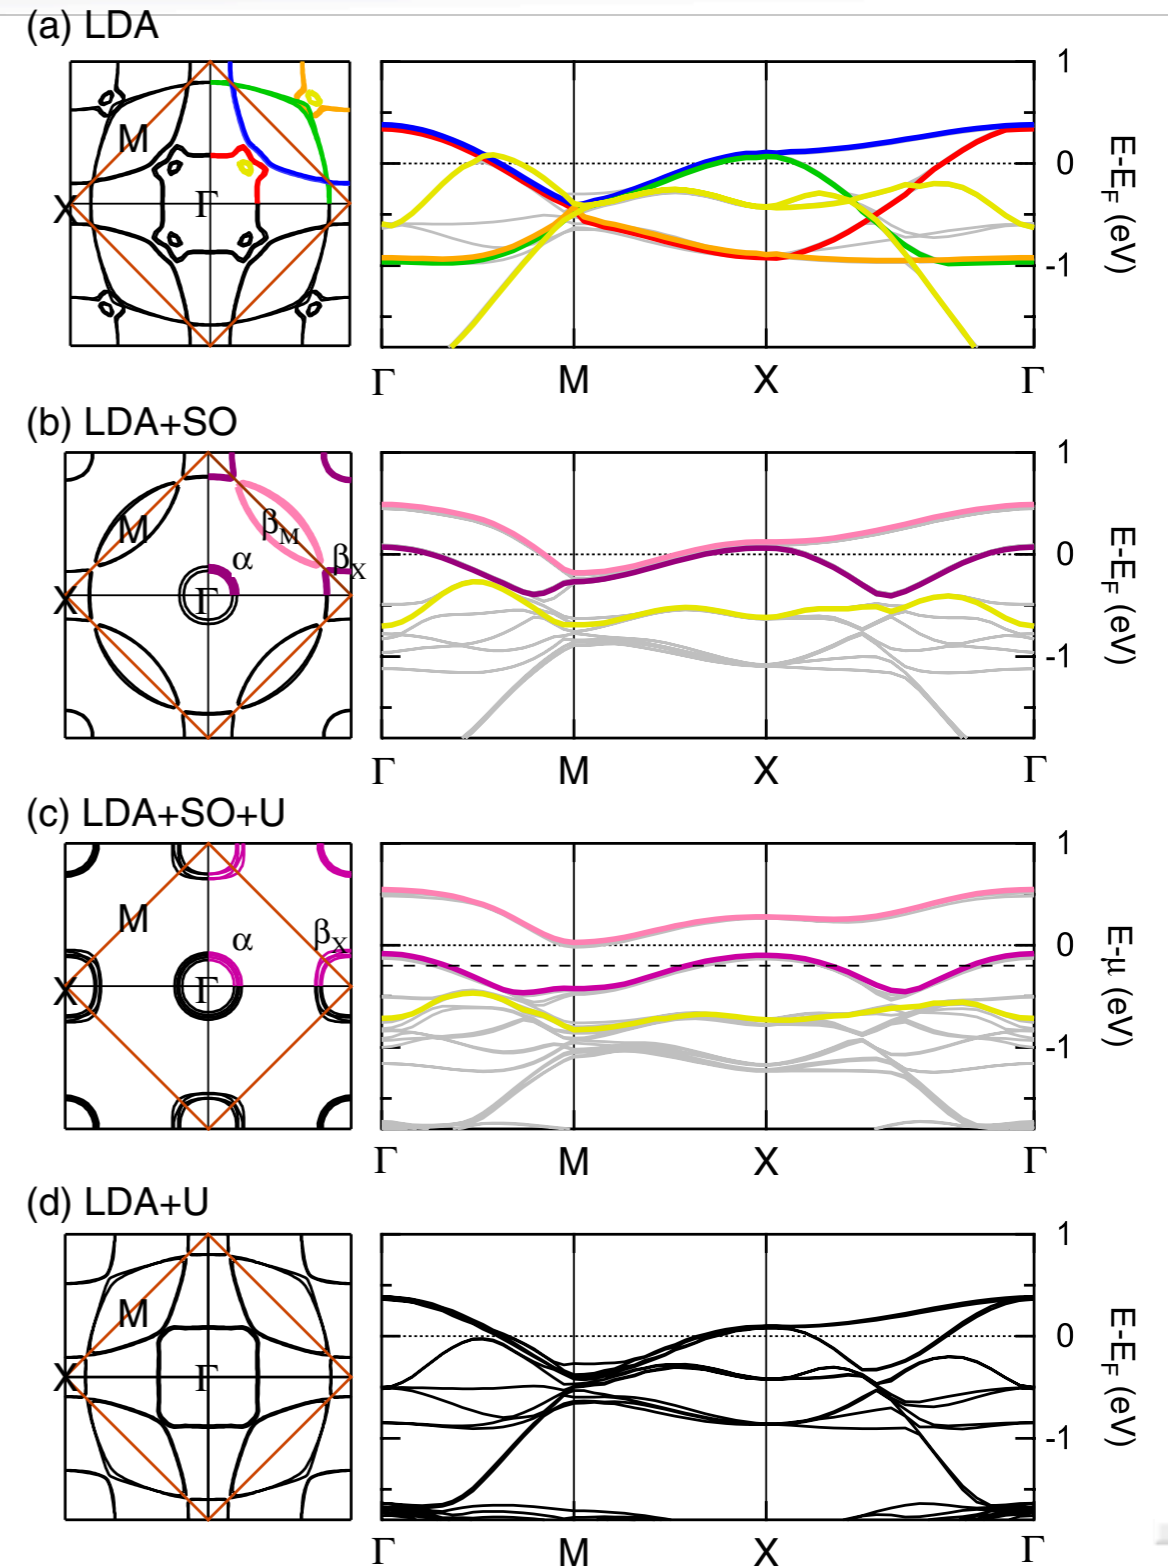 (a) LDA
M
X
Γ
1
0
-1
E-E_F (eV)
Γ M X Γ
(b) LDA+SO
M
X
Γ
α
β_M
β_X
1
0
-1
E-E_F (eV)
Γ M X Γ
(c) LDA+SO+U
M
X
Γ
α
β_X
1
0
-1
E-μ (eV)
Γ M X Γ
(d) LDA+U
M
X
Γ
1
0
-1
E-E_F (eV)
Γ M X Γ